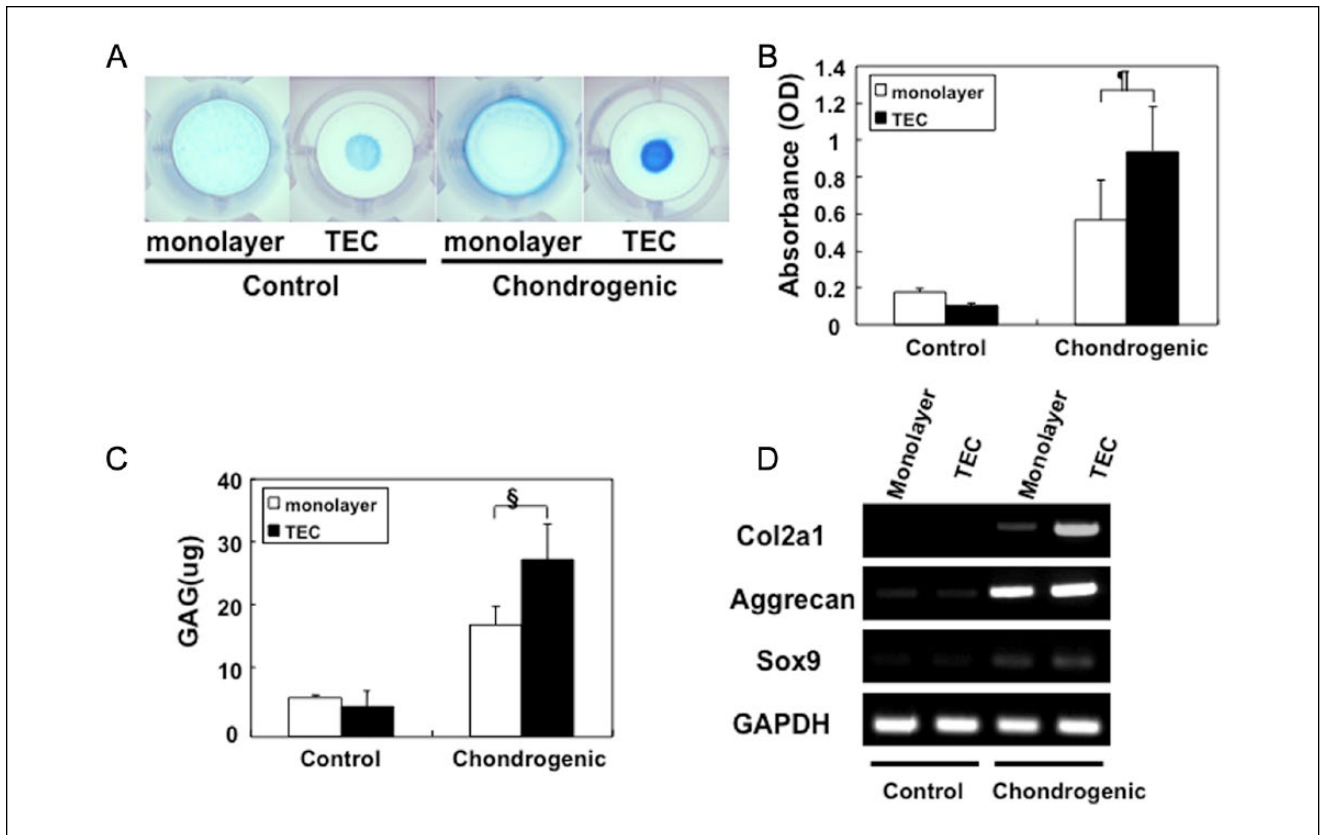 A
monolayer TEC monolayer TEC
Control Chondrogenic
B
Absorbance (OD)
1.4
1.2
1
0.8
0.6
0.4
0.2
0
monolayer
TEC
¶
Control Chondrogenic
C
GAG(ug)
40
30
20
10
0
monolayer
TEC
§
Control Chondrogenic
D
Monolayer TEC Monolayer TEC
Col2a1
Aggrecan
Sox9
GAPDH
Control Chondrogenic